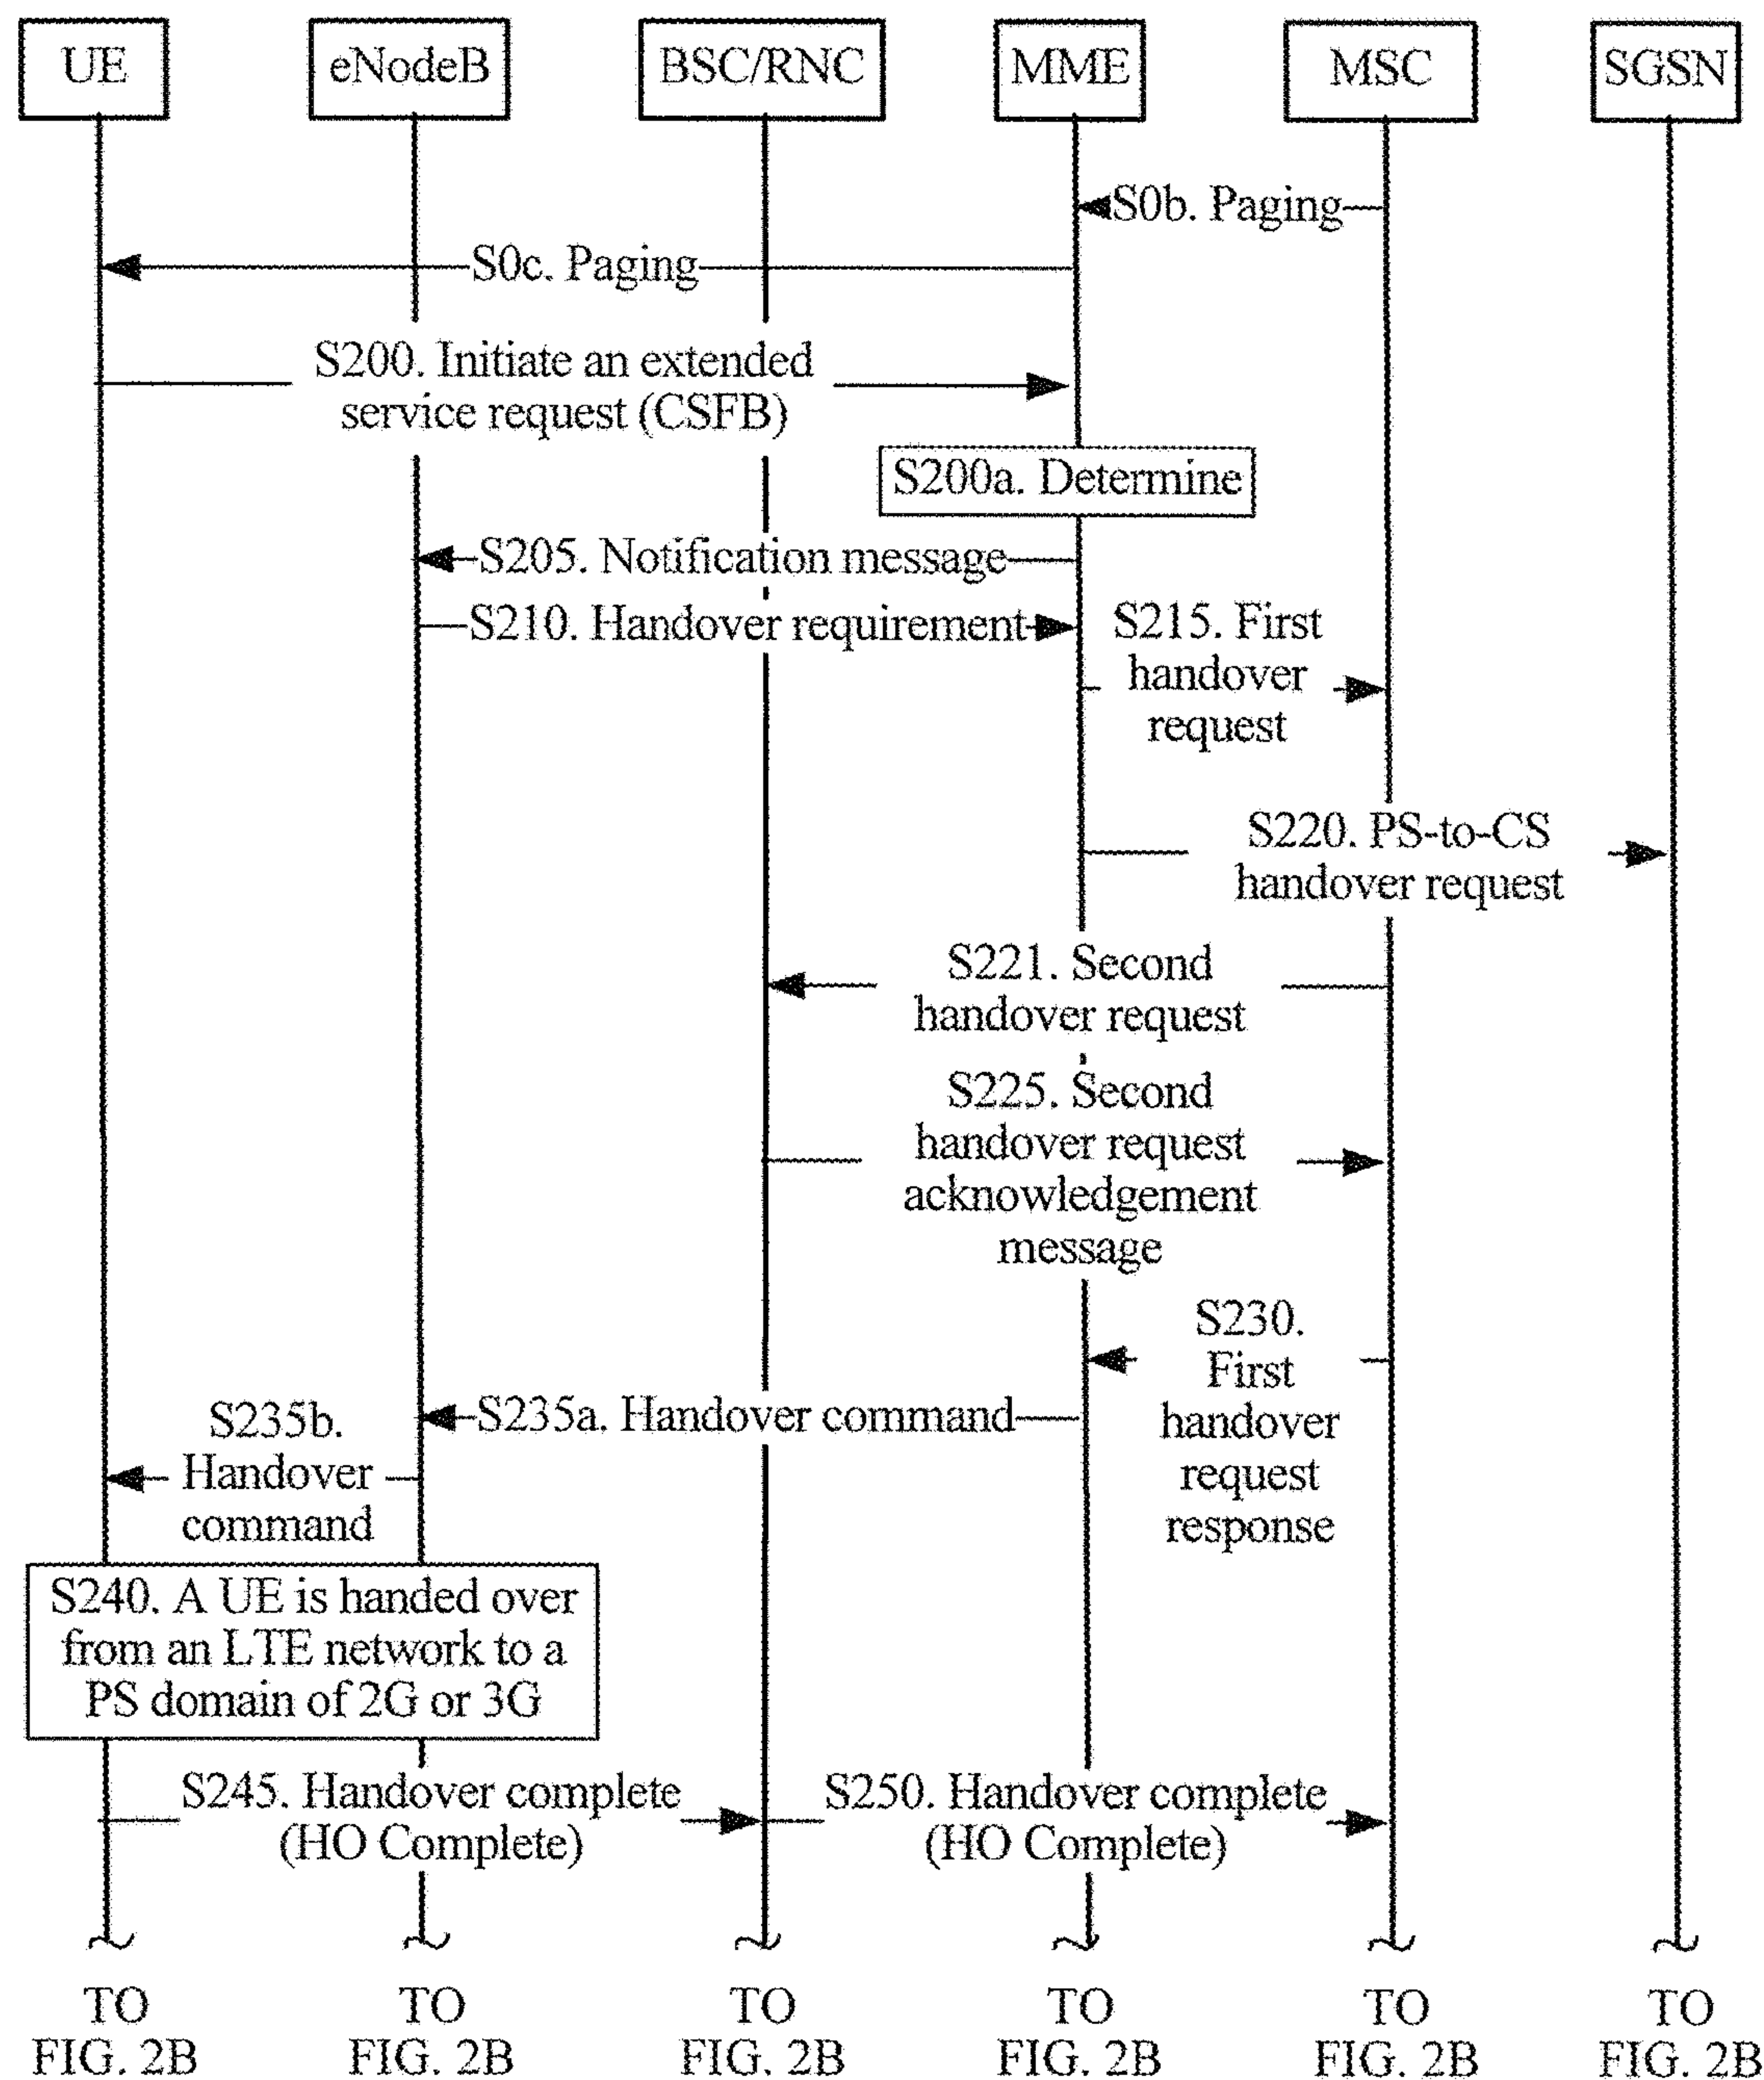 UE
eNodeB
BSC/RNC
MME
MSC
SGSN
S0b. Paging
S0c. Paging
S200. Initiate an extended
service request (CSFB)
S200a. Determine
S205. Notification message
S210. Handover requirement
S215. First
handover
request
S220. PS-to-CS
handover request
S221. Second
handover request
S225. Second
handover request
acknowledgement
message
S230.
First
handover
request
response
S235a. Handover command
S235b.
Handover
command
S240. A UE is handed over
from an LTE network to a
PS domain of 2G or 3G
S245. Handover complete
(HO Complete)
S250. Handover complete
(HO Complete)
TO
FIG. 2B
TO
FIG. 2B
TO
FIG. 2B
TO
FIG. 2B
TO
FIG. 2B
TO
FIG. 2B